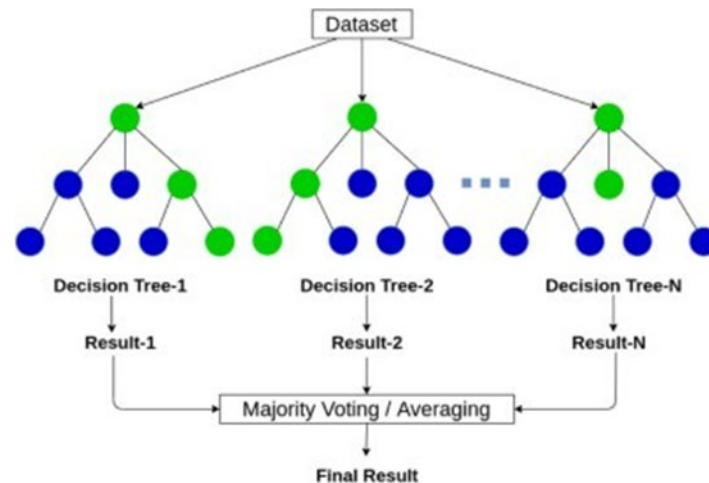 Dataset
Decision Tree-1
Decision Tree-2
Decision Tree-N
Result-1
Result-2
Result-N
Majority Voting / Averaging
Final Result